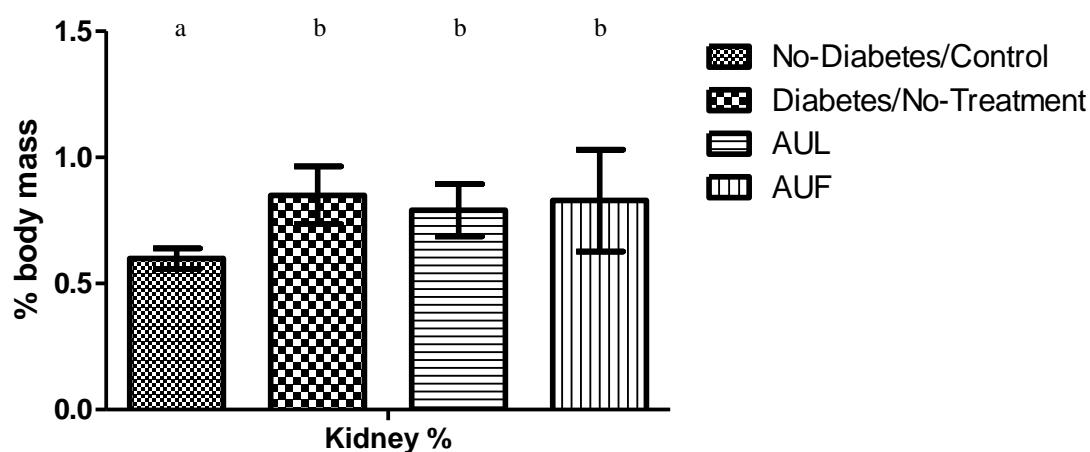 1.5
1.0
0.5
0.0
% body mass
a b b b
Kidney %
No-Diabetes/Control
Diabetes/No-Treatment
AUL
AUF